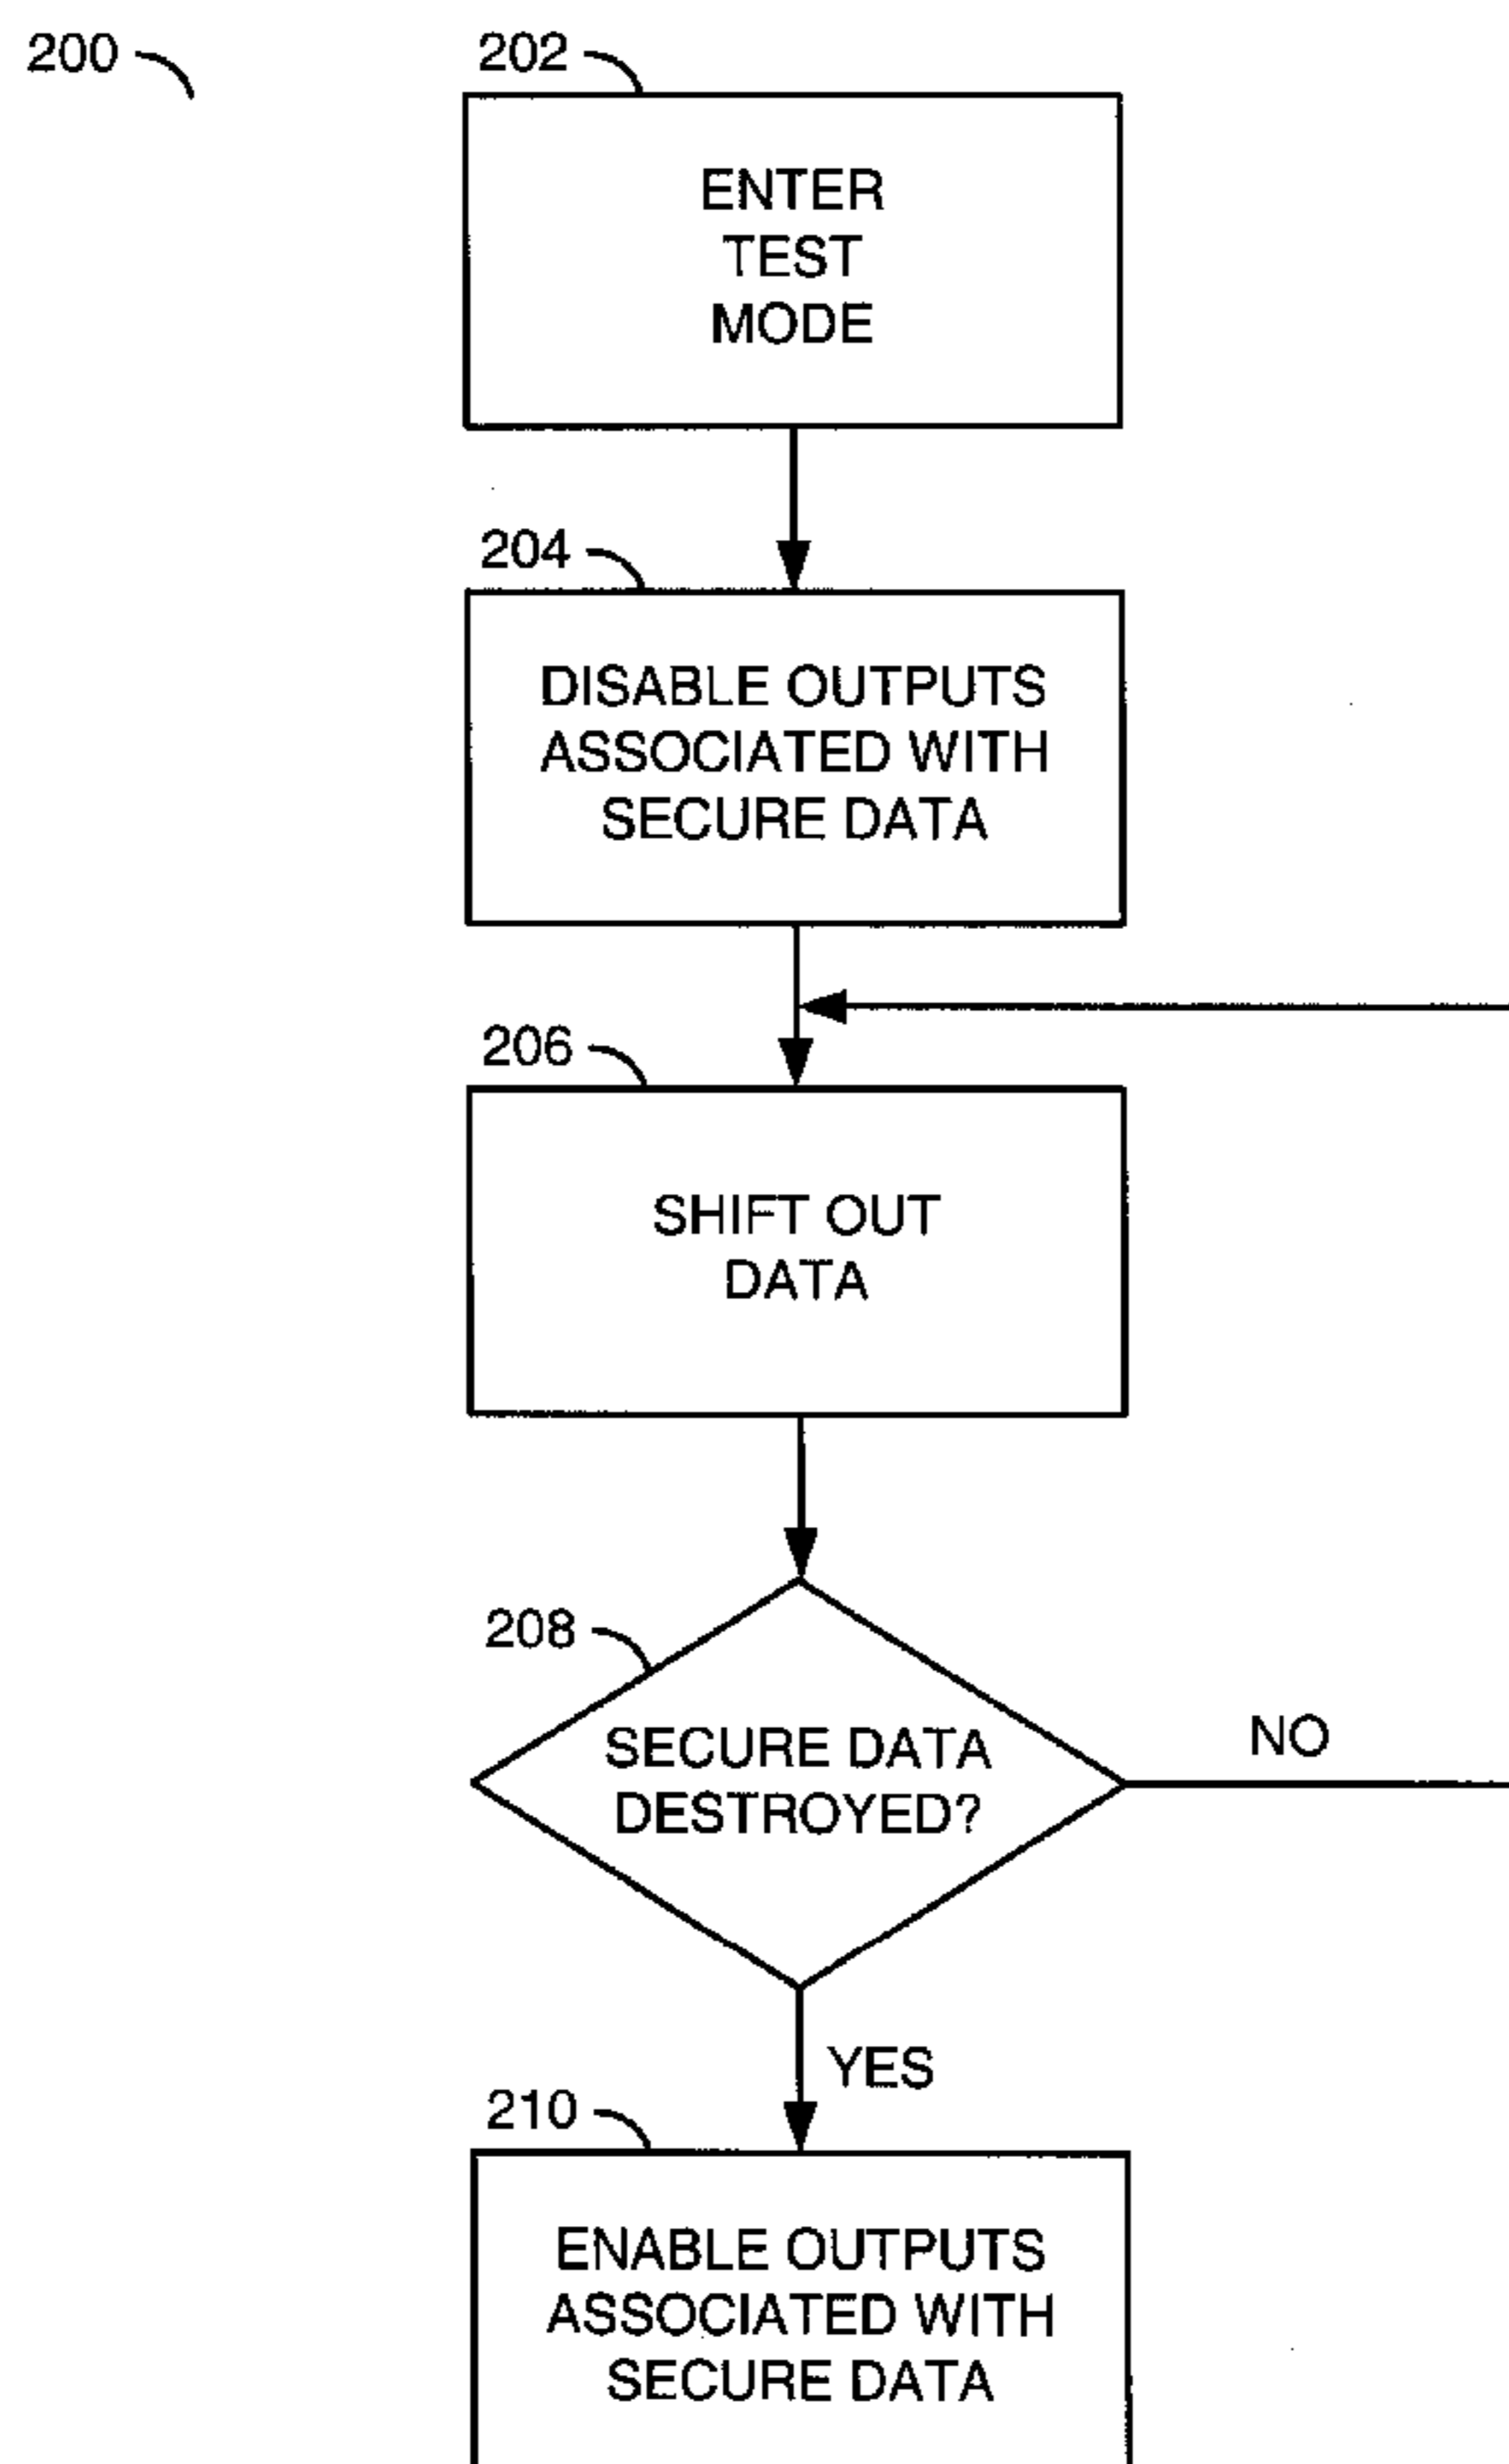 200
202
ENTER
TEST
MODE
204
DISABLE OUTPUTS
ASSOCIATED WITH
SECURE DATA
206
SHIFT OUT
DATA
208
SECURE DATA
DESTROYED?
NO
YES
210
ENABLE OUTPUTS
ASSOCIATED WITH
SECURE DATA